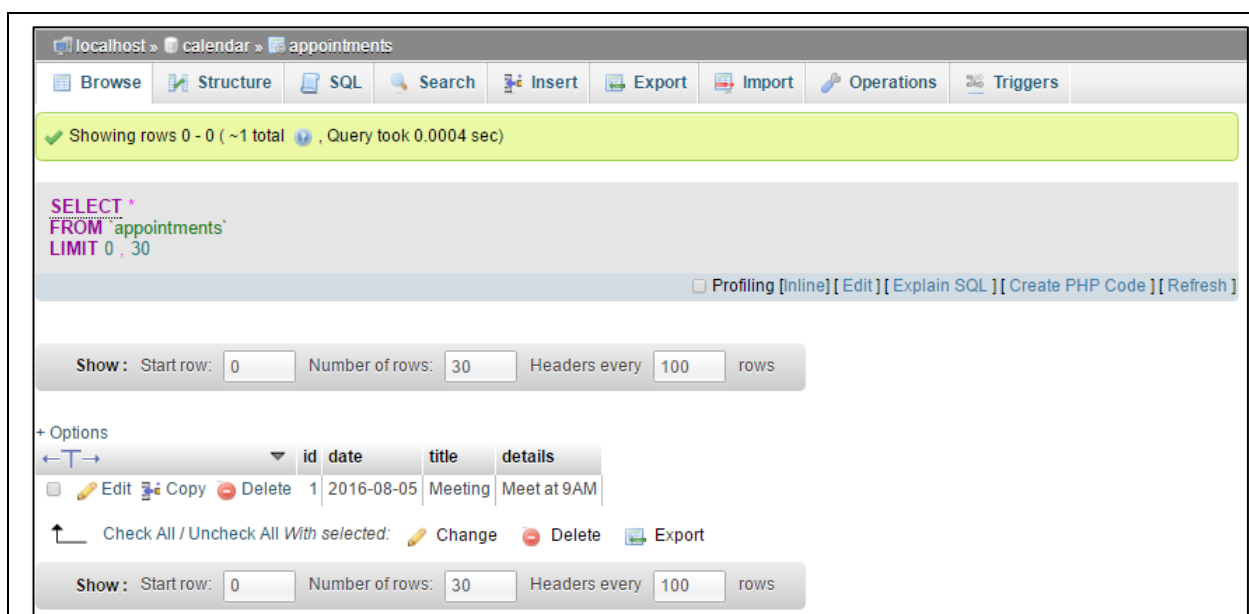 localhost » calendar » appointments
Browse Structure SQL Search Insert Export Import Operations Triggers
Showing rows 0 - 0 ( ~1 total , Query took 0.0004 sec)
SELECT *
FROM `appointments`
LIMIT 0 , 30
Profiling [Inline] [ Edit ] [ Explain SQL ] [ Create PHP Code ] [ Refresh ]
Show : Start row: 0 Number of rows: 30 Headers every 100 rows
+ Options
←T→ id date title details
Edit Copy Delete 1 2016-08-05 Meeting Meet at 9AM
Check All / Uncheck All With selected: Change Delete Export
Show : Start row: 0 Number of rows: 30 Headers every 100 rows